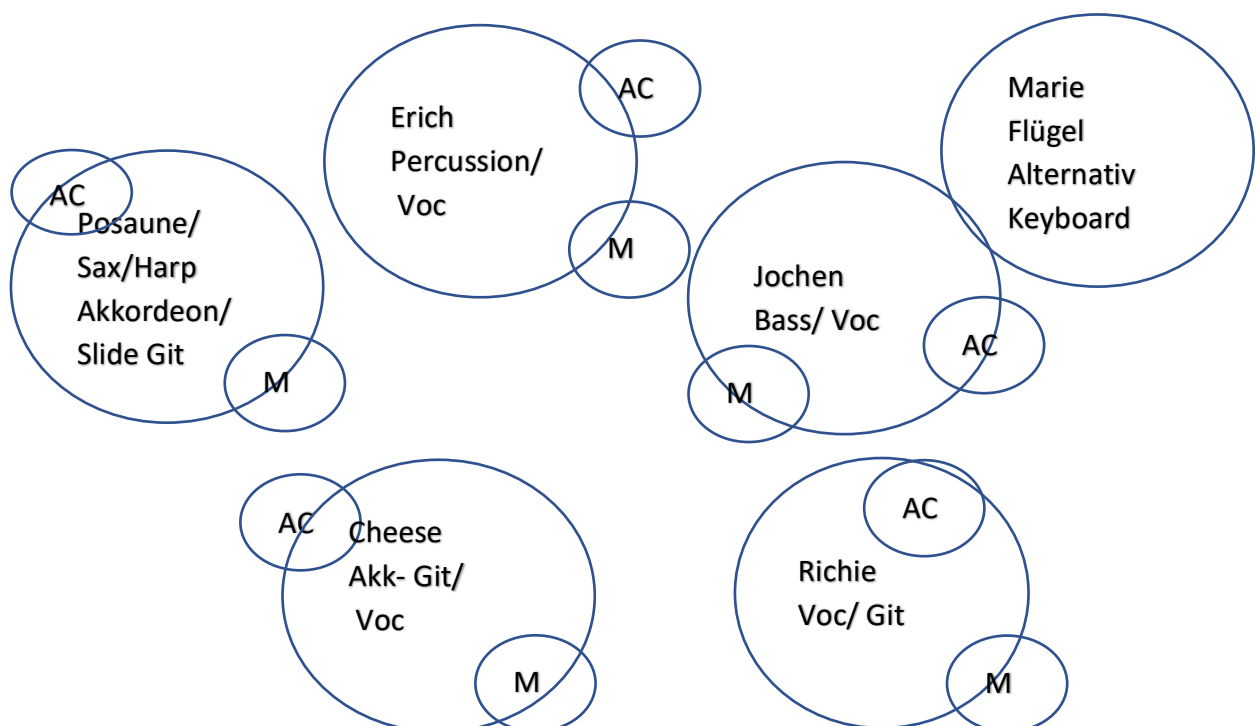 AC
Posaune/
Sax/Harp
Akkordeon/
Slide Git
M
Erich
Percussion/
Voc
AC
M
Jochen
Bass/ Voc
AC
M
Marie
Flügel
Alternativ
Keyboard
AC
Cheese
Akk- Git/
Voc
M
AC
Richie
Voc/ Git
M